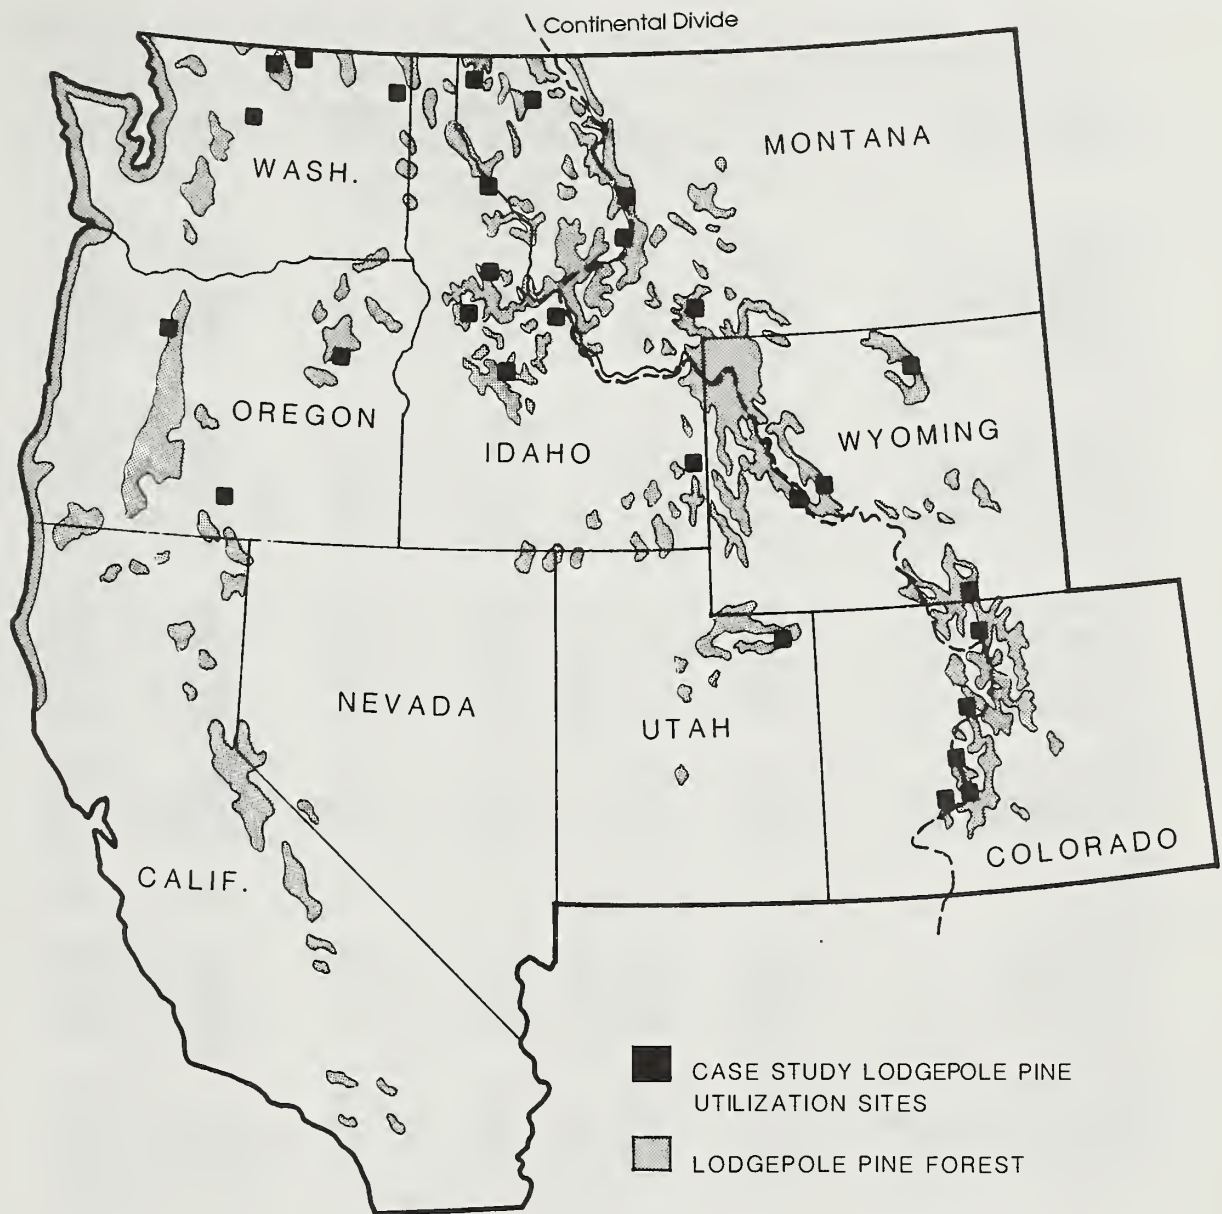 Continental Divide
MONTANA
WASH.
OREGON
IDAHO
WYOMING
NEVADA
UTAH
COLORADO
CALIF.
CASE STUDY LODGEPOLE PINE
UTILIZATION SITES
LODGEPOLE PINE FOREST